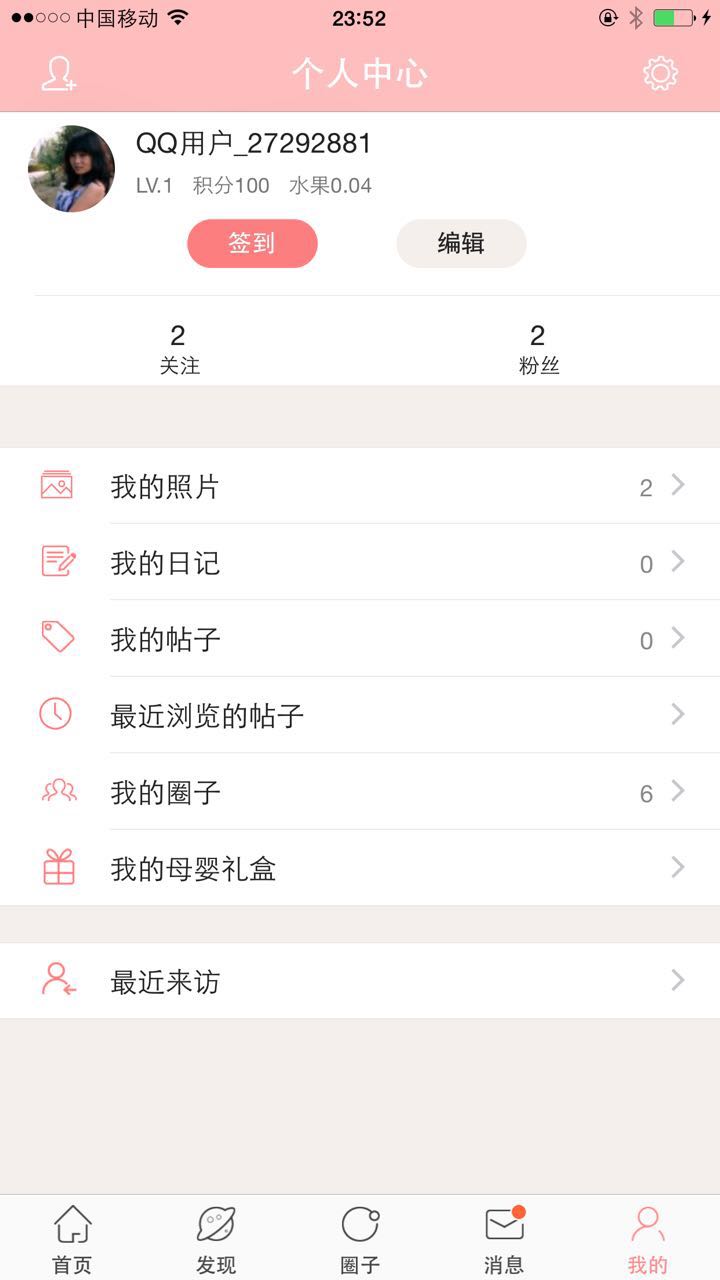 中国移动 23:52
个人中心
QQ用户_27292881
LV.1 积分100 水果0.04
签到 编辑
2 2
关注 粉丝
我的照片 2
我的日记 0
我的帖子 0
最近浏览的帖子
我的圈子 6
我的母婴礼盒
最近来访
首页 发现 圈子 消息 我的